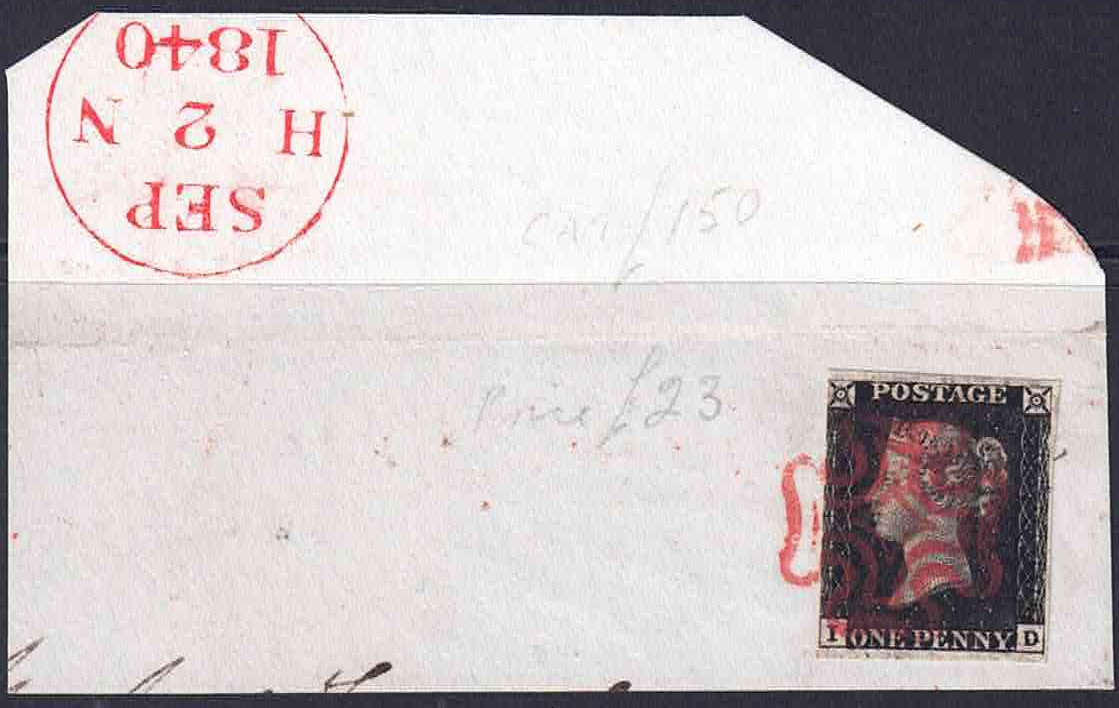 H 2 N
SEP
1840
CAT £150
Price £23
POSTAGE
I ONE PENNY D